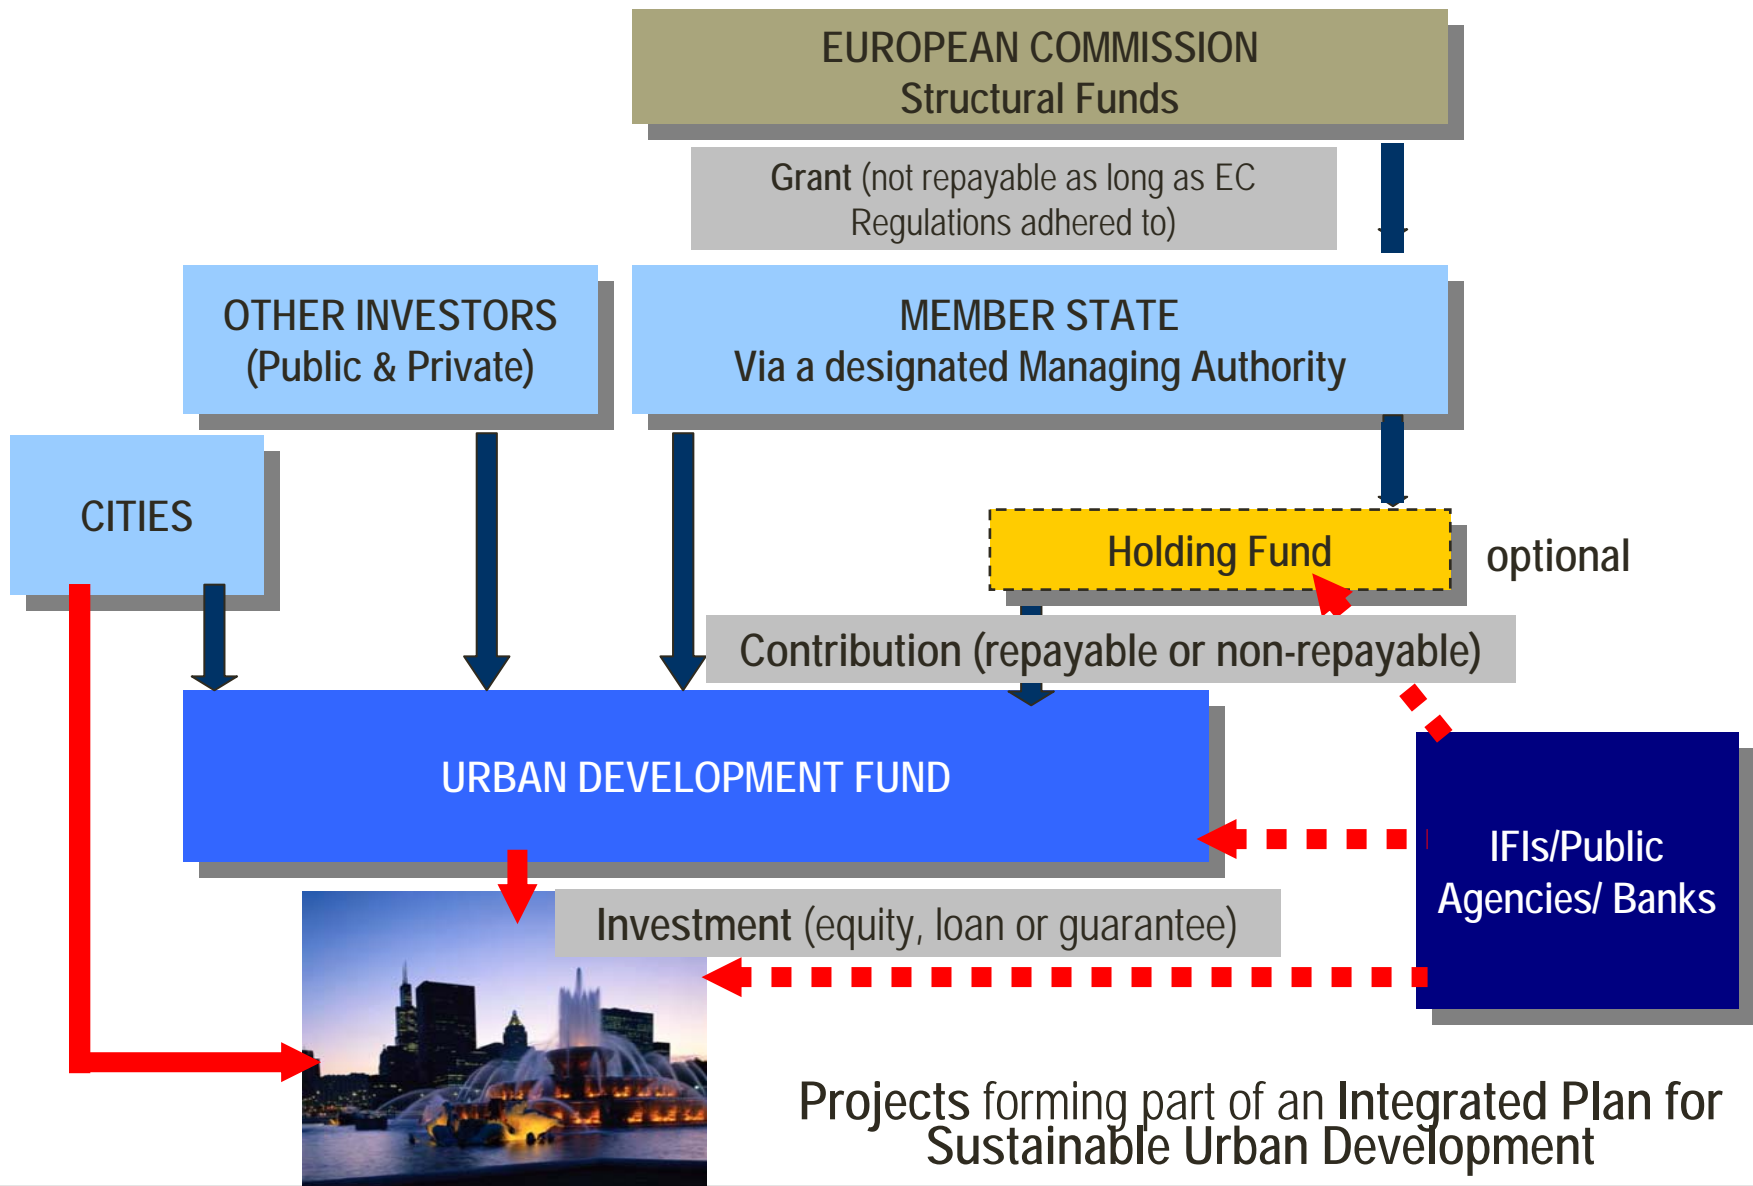 EUROPEAN COMMISSION
Structural Funds
Grant (not repayable as long as EC
Regulations adhered to)
OTHER INVESTORS
(Public & Private)
MEMBER STATE
Via a designated Managing Authority
CITIES
Holding Fund
optional
Contribution (repayable or non-repayable)
URBAN DEVELOPMENT FUND
IFIs/Public
Agencies/ Banks
Investment (equity, loan or guarantee)
Projects forming part of an Integrated Plan for
Sustainable Urban Development